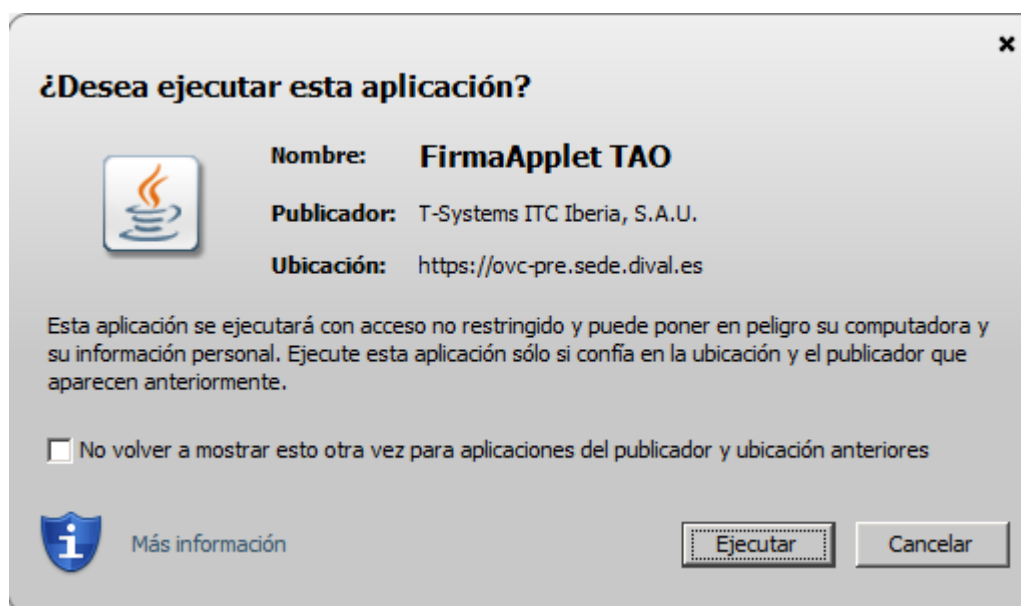 ¿Desea ejecutar esta aplicación?
Nombre: FirmaApplet TAO
Publicador: T-Systems ITC Iberia, S.A.U.
Ubicación: https://ovc-pre.sede.dival.es
Esta aplicación se ejecutará con acceso no restringido y puede poner en peligro su computadora y
su información personal. Ejecute esta aplicación sólo si confía en la ubicación y el publicador que
aparecen anteriormente.
No volver a mostrar esto otra vez para aplicaciones del publicador y ubicación anteriores
Más información
Ejecutar
Cancelar